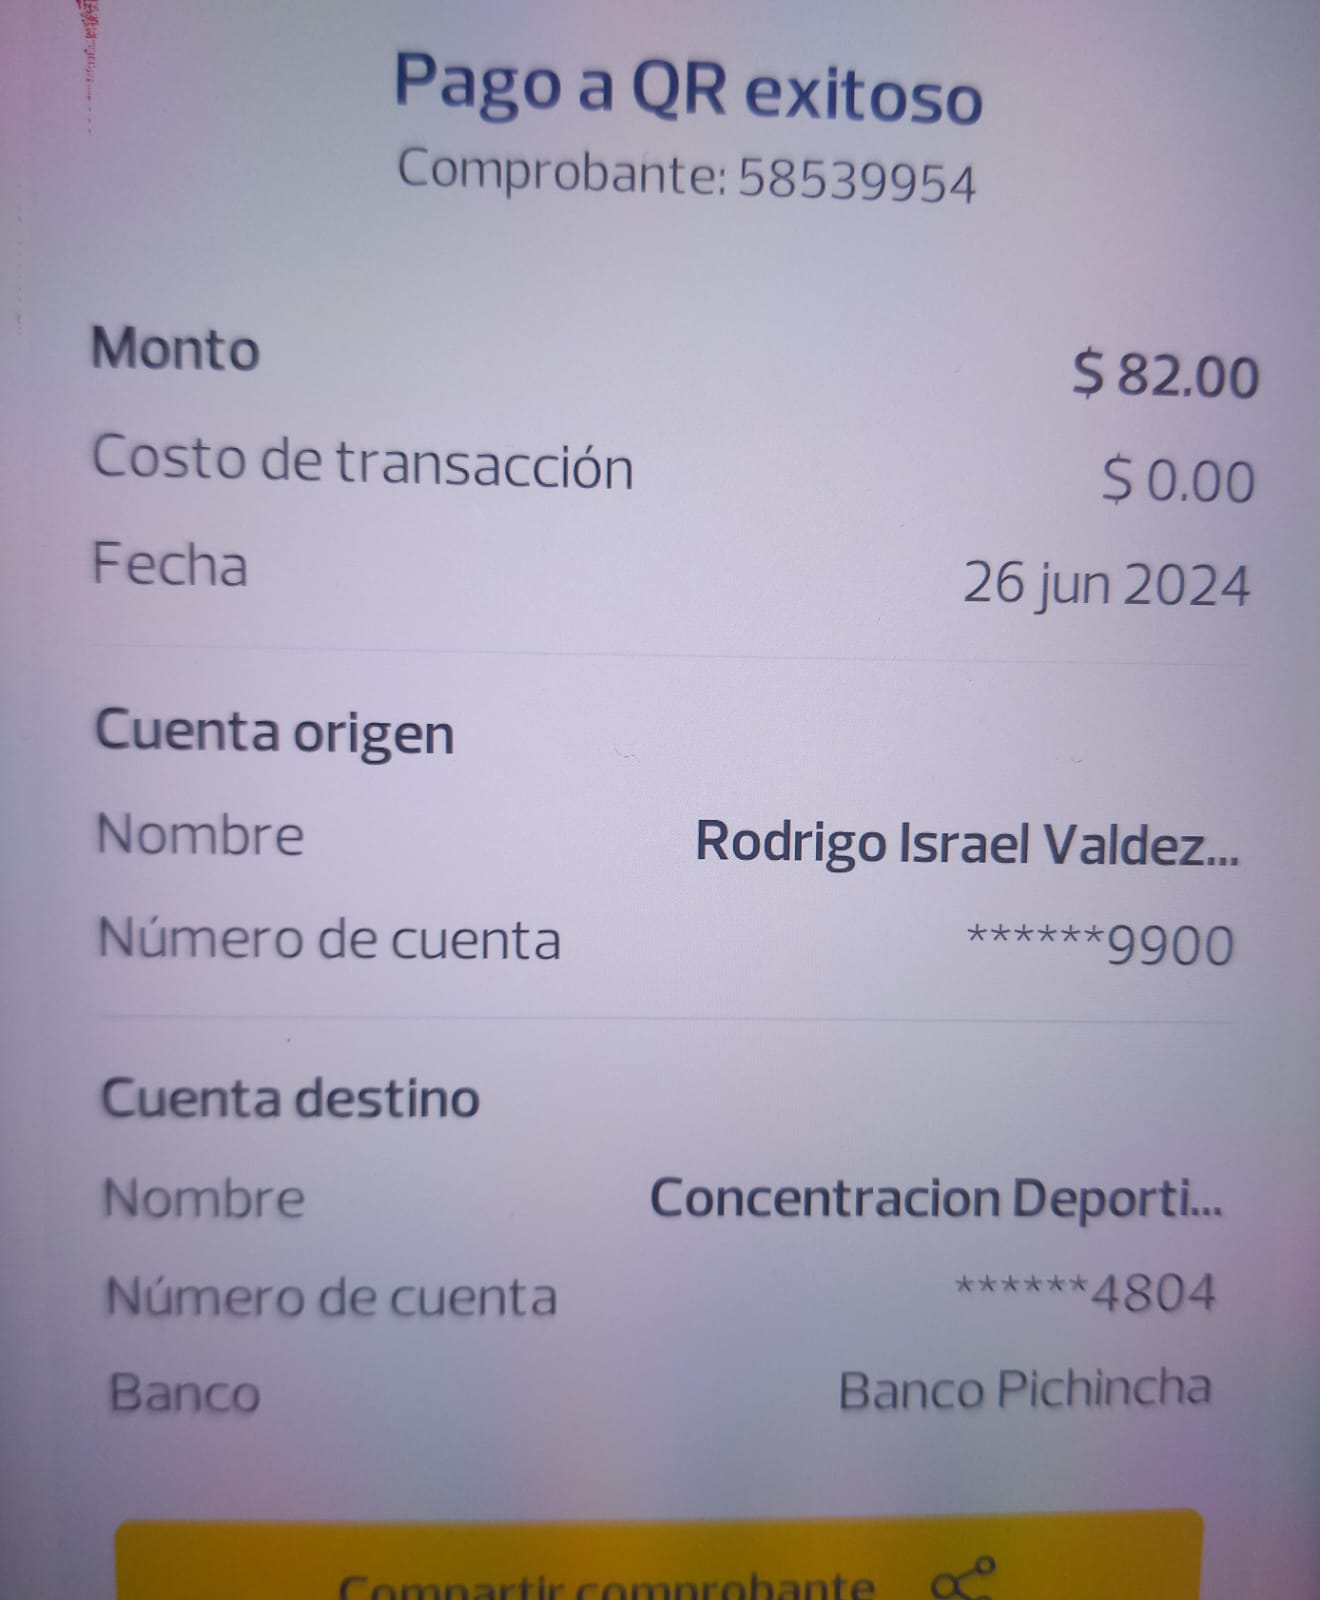 Pago a QR exitoso
Comprobante: 58539954
Monto $ 82.00
Costo de transacción $ 0.00
Fecha 26 jun 2024
Cuenta origen
Nombre Rodrigo Israel Valdez...
Número de cuenta ******9900
Cuenta destino
Nombre Concentracion Deporti...
Número de cuenta ******4804
Banco Banco Pichincha
Compartir comprobante